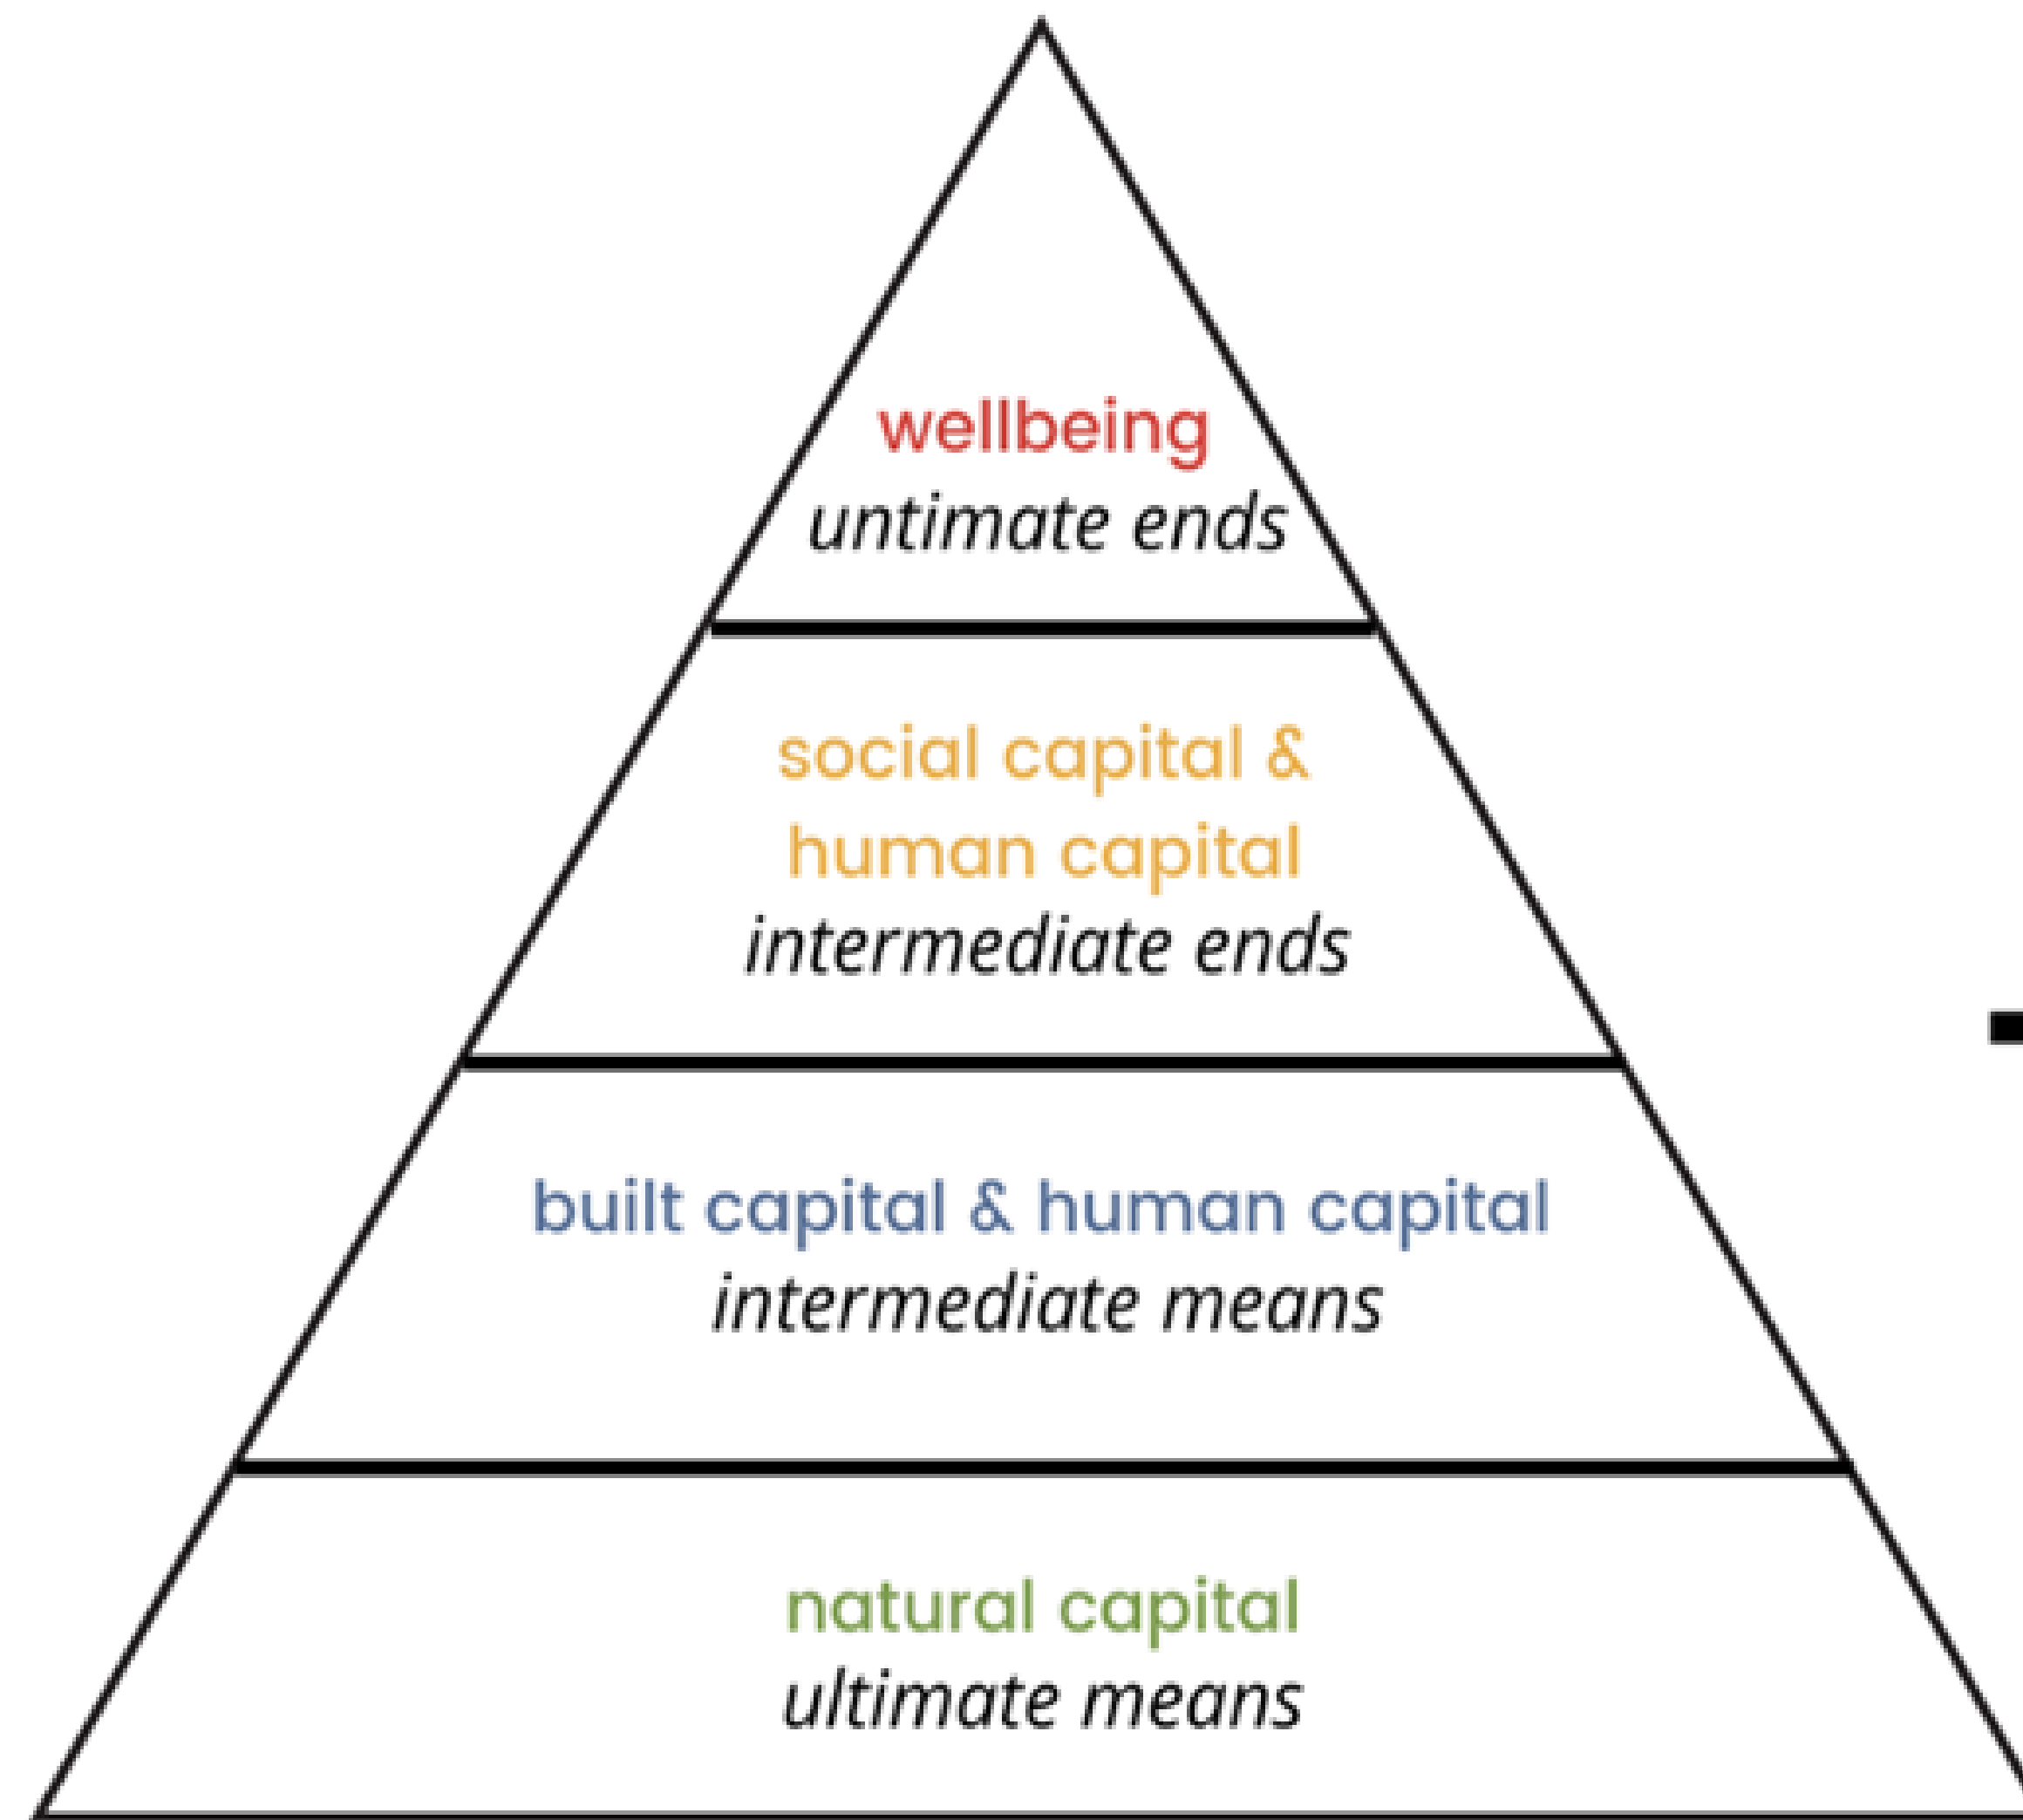 wellbeing
untimate ends
social capital &
human capital
intermediate ends
built capital & human capital
intermediate means
natural capital
ultimate means